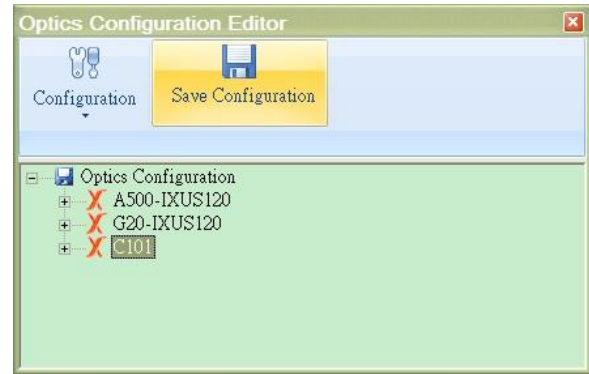 Optics Configuration Editor
Configuration
Save Configuration
Optics Configuration
A500-IXUS120
G20-IXUS120
C101